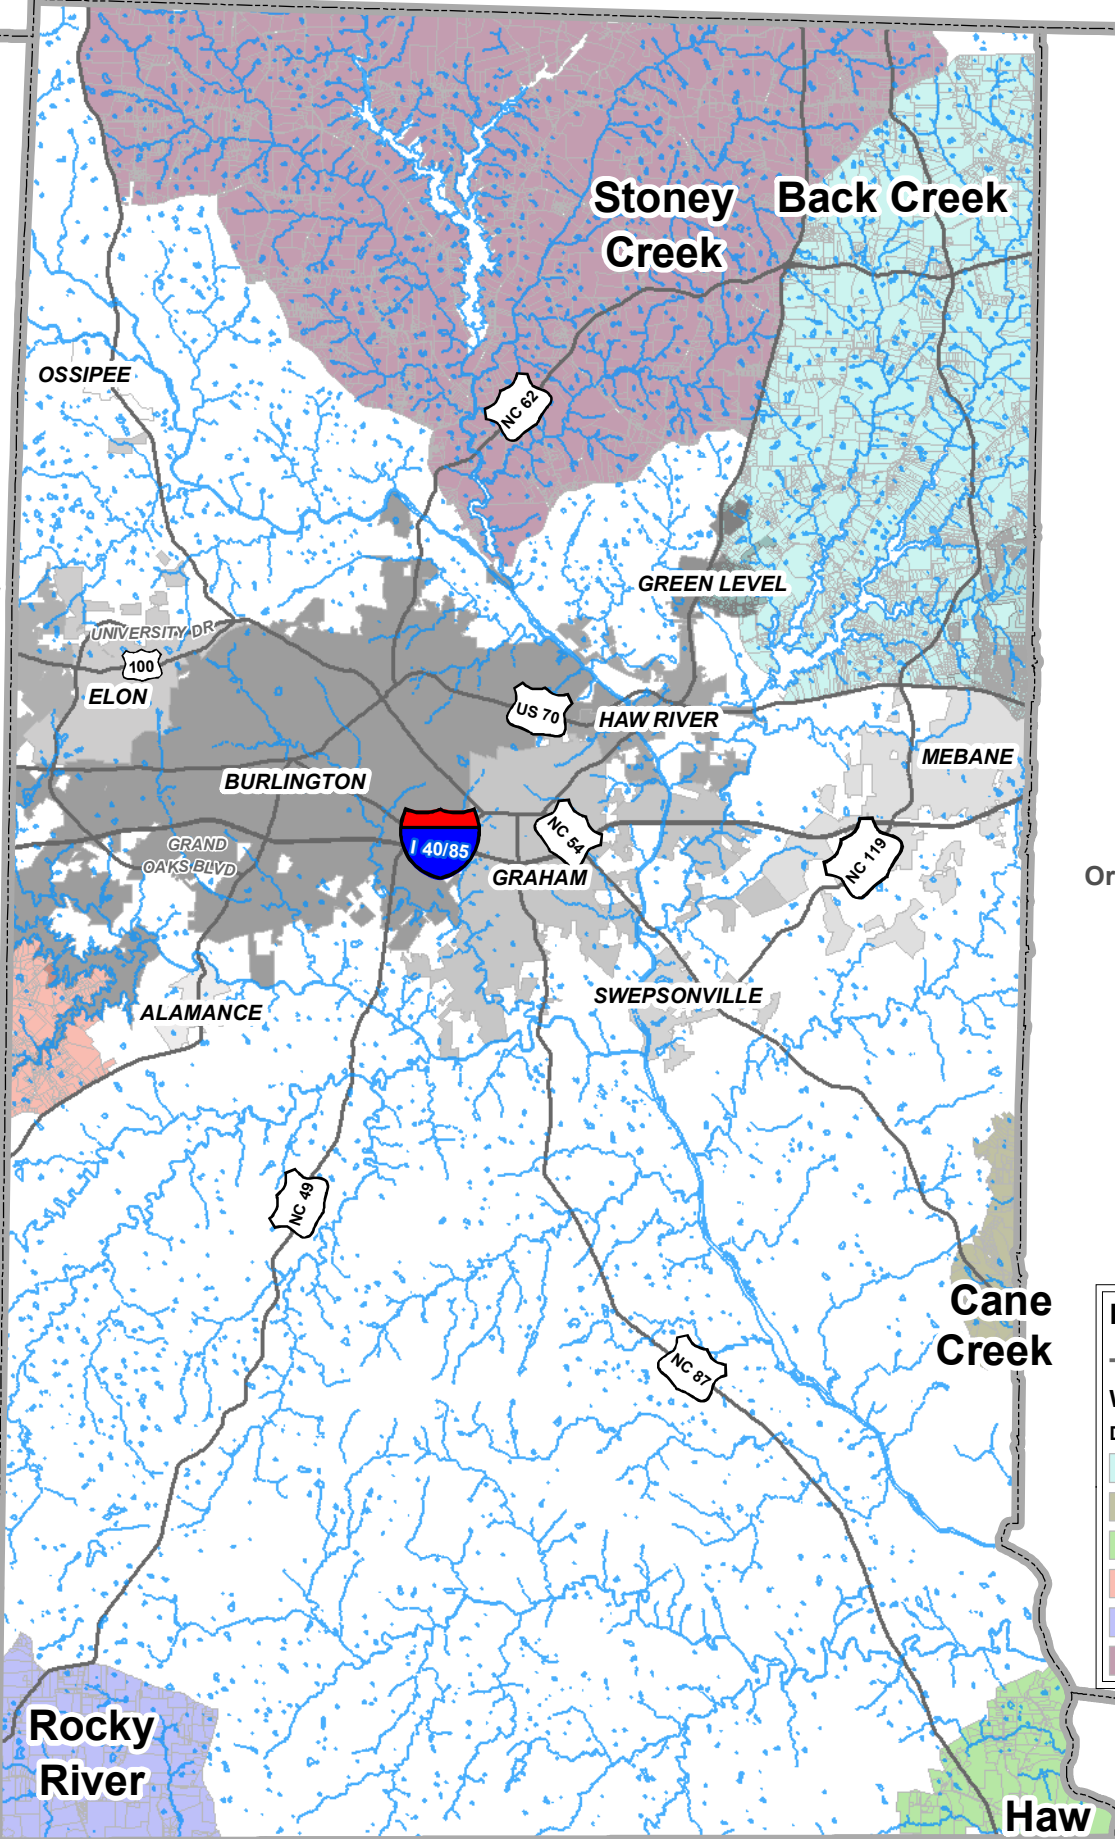 Stoney
Creek
Back Creek
OSSIPEE
NC 62
GREEN LEVEL
UNIVERSITY DR
100
ELON
US 70
HAW RIVER
MEBANE
BURLINGTON
I 40/85
NC 54
GRAND
OAKS BLVD
GRAHAM
NC 119
Or
ALAMANCE
SWEPSONVILLE
NC 49
Cane
Creek
NC 87
Rocky
River
Haw